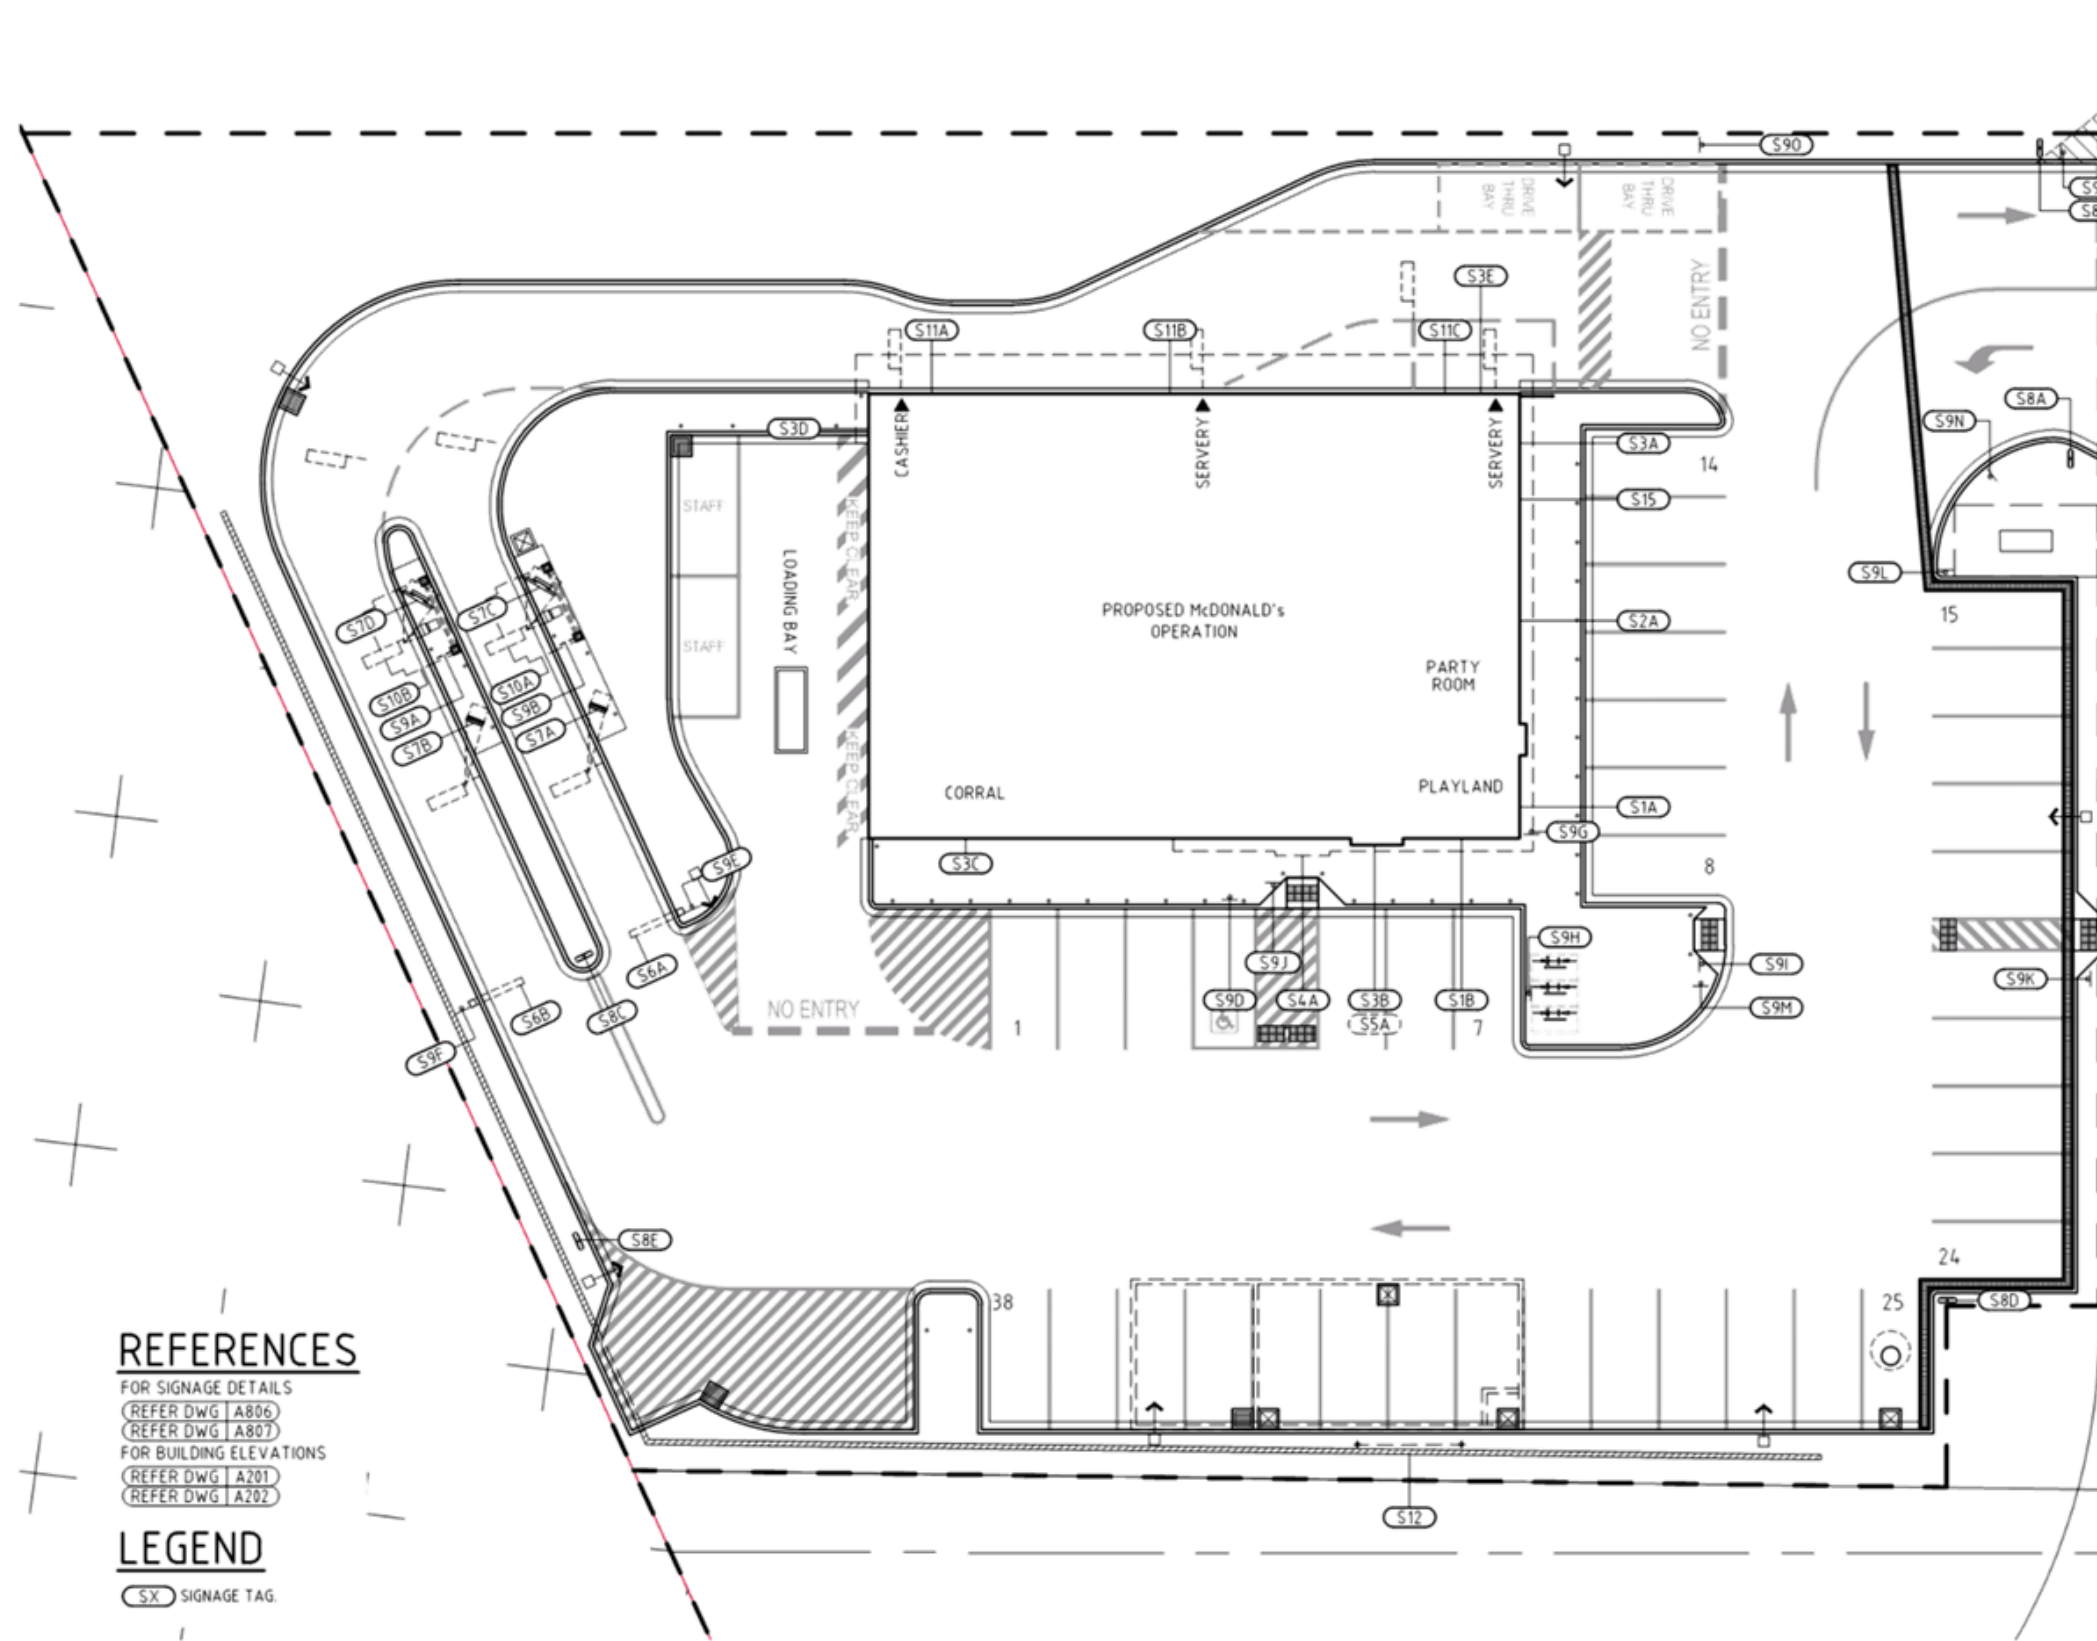 S90
DRIVE
THRU
BAY
DRIVE
THRU
BAY
NO ENTRY
S3E
S11A
S11B
S11C
S8A
S9N
S3D
CASHIER
SERVERY
SERVERY
S3A
14
S15
STAFF
KEEP CLEAR
LOADING BAY
S9L
S7D
S7C
PROPOSED McDONALD's
OPERATION
S2A
15
STAFF
PARTY
ROOM
S10B
S10A
S9A
S9B
S7B
S7A
KEEP CLEAR
CORRAL
PLAYLAND
S1A
S9G
S3C
S9E
8
S9H
S6A
S9J
S9I
S9K
S9D
S4A
S3B
S1B
S9M
NO ENTRY
S6B
S8C
1
S5A
7
S9F
S8E
24
38
25
S8D
REFERENCES
FOR SIGNAGE DETAILS
REFER DWG A806
REFER DWG A807
FOR BUILDING ELEVATIONS
REFER DWG A201
REFER DWG A202
S12
LEGEND
SX SIGNAGE TAG.